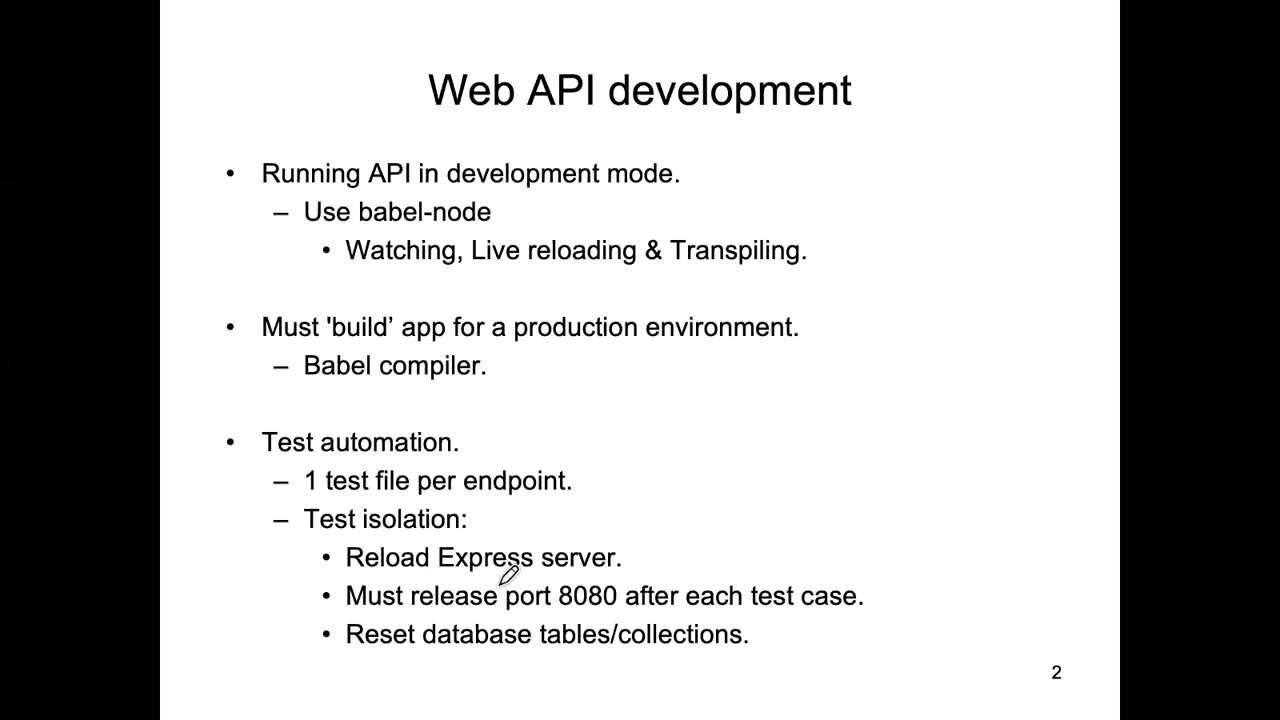 Web API development
• Running API in development mode.
– Use babel-node
• Watching, Live reloading & Transpiling.
• Must 'build’ app for a production environment.
– Babel compiler.
• Test automation.
– 1 test file per endpoint.
– Test isolation:
• Reload Express server.
• Must release port 8080 after each test case.
• Reset database tables/collections.
2